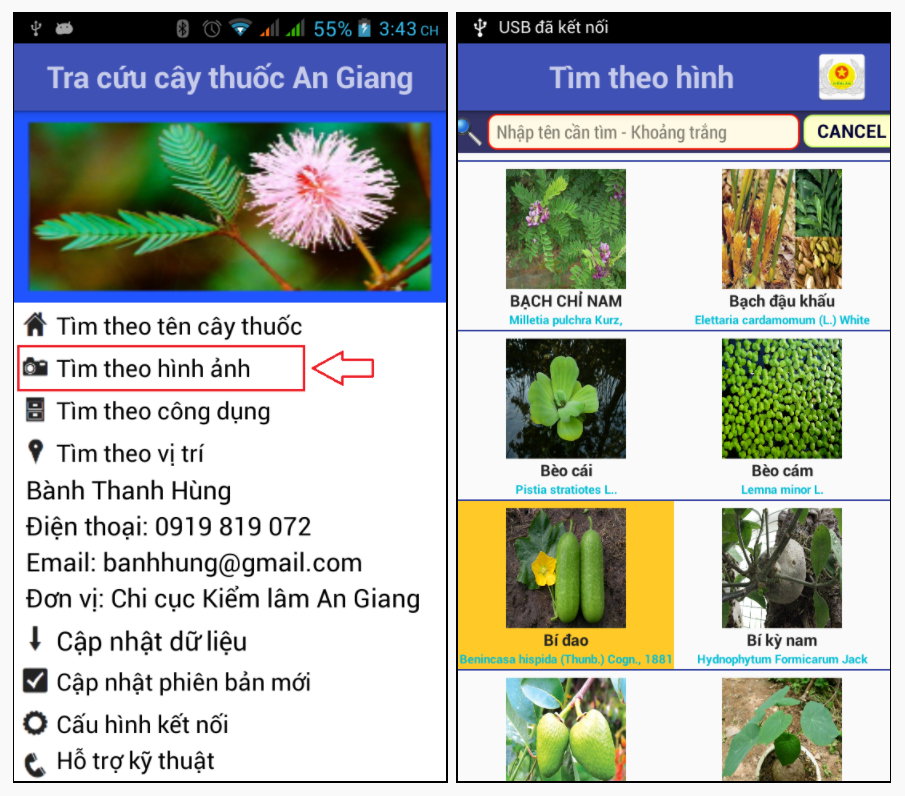 55% 3:43 CH
Tra cứu cây thuốc An Giang
Tìm theo tên cây thuốc
Tìm theo hình ảnh
Tìm theo công dụng
Tìm theo vị trí
Bành Thanh Hùng
Điện thoại: 0919 819 072
Email: banhhung@gmail.com
Đơn vị: Chi cục Kiểm lâm An Giang
Cập nhật dữ liệu
Cập nhật phiên bản mới
Cấu hình kết nối
Hỗ trợ kỹ thuật
USB đã kết nối
Tìm theo hình
Nhập tên cần tìm - Khoảng trắng CANCEL
BẠCH CHỈ NAM Bạch đậu khấu
Milletia pulchra Kurz, Elettaria cardamomum (L.) White
Bèo cái Bèo cám
Pistia stratiotes L.. Lemna minor L.
Bí đao Bí kỳ nam
Benincasa hispida (Thunb.) Cogn., 1881 Hydnophytum Formicarum Jack